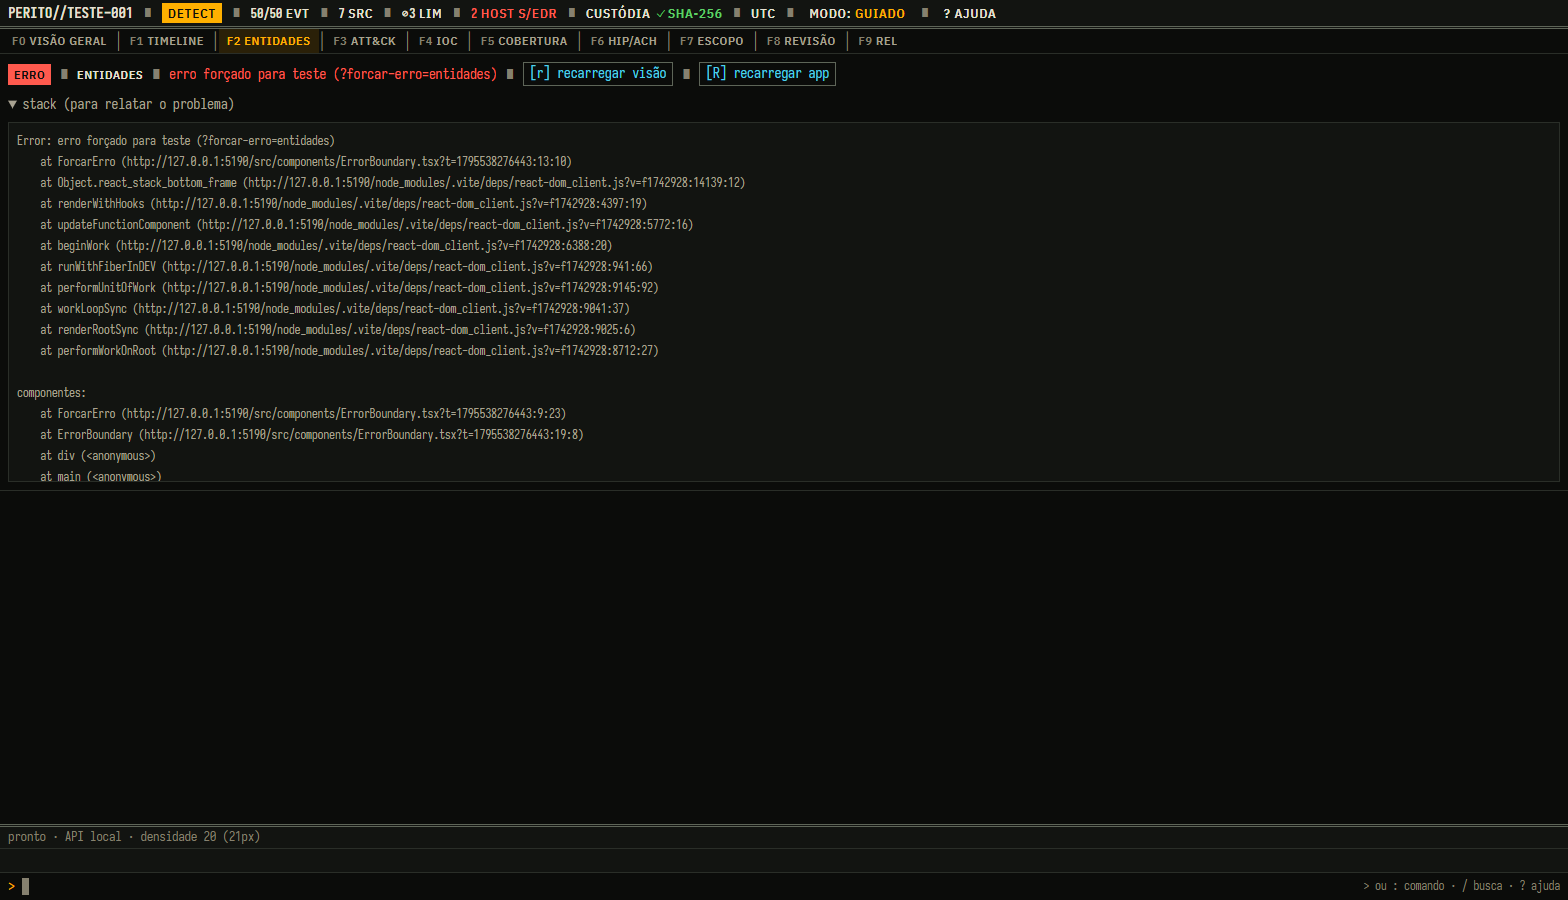 PERITO//TESTE-001 DETECT 50/50 EVT 7 SRC ⌀3 LIM 2 HOST S/EDR CUSTÓDIA ✓SHA-256 UTC MODO: GUIADO ? AJUDA
F0 VISÃO GERAL F1 TIMELINE F2 ENTIDADES F3 ATT&CK F4 IOC F5 COBERTURA F6 HIP/ACH F7 ESCOPO F8 REVISÃO F9 REL
ERRO ENTIDADES erro forçado para teste (?forcar-erro=entidades) [r] recarregar visão [R] recarregar app
▼ stack (para relatar o problema)
Error: erro forçado para teste (?forcar-erro=entidades)
at ForcarErro (http://127.0.0.1:5190/src/components/ErrorBoundary.tsx?t=1795538276443:13:10)
at Object.react_stack_bottom_frame (http://127.0.0.1:5190/node_modules/.vite/deps/react-dom_client.js?v=f1742928:14139:12)
at renderWithHooks (http://127.0.0.1:5190/node_modules/.vite/deps/react-dom_client.js?v=f1742928:4397:19)
at updateFunctionComponent (http://127.0.0.1:5190/node_modules/.vite/deps/react-dom_client.js?v=f1742928:5772:16)
at beginWork (http://127.0.0.1:5190/node_modules/.vite/deps/react-dom_client.js?v=f1742928:6388:20)
at runWithFiberInDEV (http://127.0.0.1:5190/node_modules/.vite/deps/react-dom_client.js?v=f1742928:941:66)
at performUnitOfWork (http://127.0.0.1:5190/node_modules/.vite/deps/react-dom_client.js?v=f1742928:9145:92)
at workLoopSync (http://127.0.0.1:5190/node_modules/.vite/deps/react-dom_client.js?v=f1742928:9041:37)
at renderRootSync (http://127.0.0.1:5190/node_modules/.vite/deps/react-dom_client.js?v=f1742928:9025:6)
at performWorkOnRoot (http://127.0.0.1:5190/node_modules/.vite/deps/react-dom_client.js?v=f1742928:8712:27)
componentes:
at ForcarErro (http://127.0.0.1:5190/src/components/ErrorBoundary.tsx?t=1795538276443:9:23)
at ErrorBoundary (http://127.0.0.1:5190/src/components/ErrorBoundary.tsx?t=1795538276443:19:8)
at div (<anonymous>)
at main (<anonymous>)
pronto · API local · densidade 20 (21px)
> > ou : comando · / busca · ? ajuda